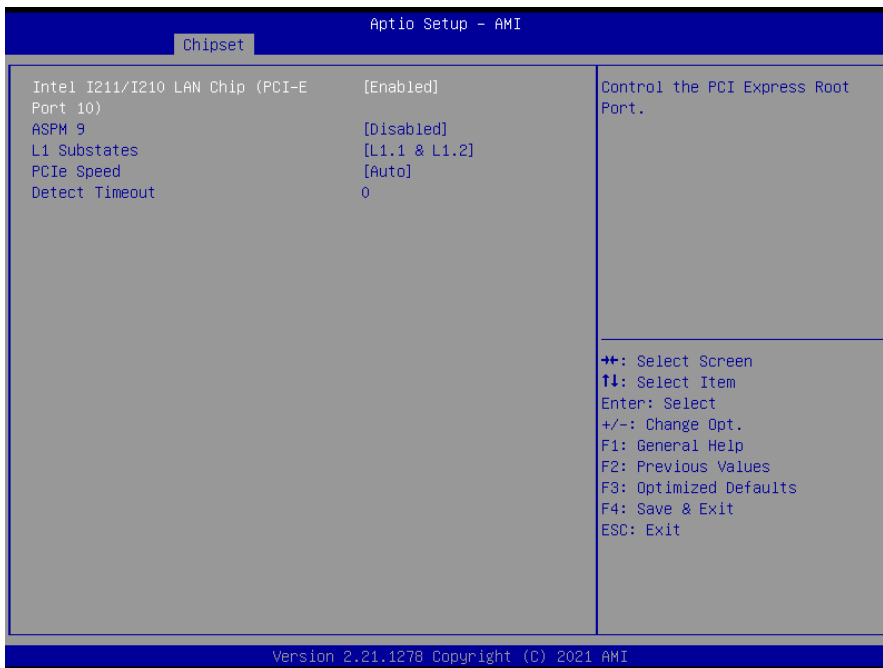 Aptio Setup – AMI
Chipset
Intel I211/I210 LAN Chip (PCI-E [Enabled]
Port 10)
ASPM 9 [Disabled]
L1 Substates [L1.1 & L1.2]
PCIe Speed [Auto]
Detect Timeout 0
Control the PCI Express Root
Port.
→←: Select Screen
↑↓: Select Item
Enter: Select
+/-: Change Opt.
F1: General Help
F2: Previous Values
F3: Optimized Defaults
F4: Save & Exit
ESC: Exit
Version 2.21.1278 Copyright (C) 2021 AMI